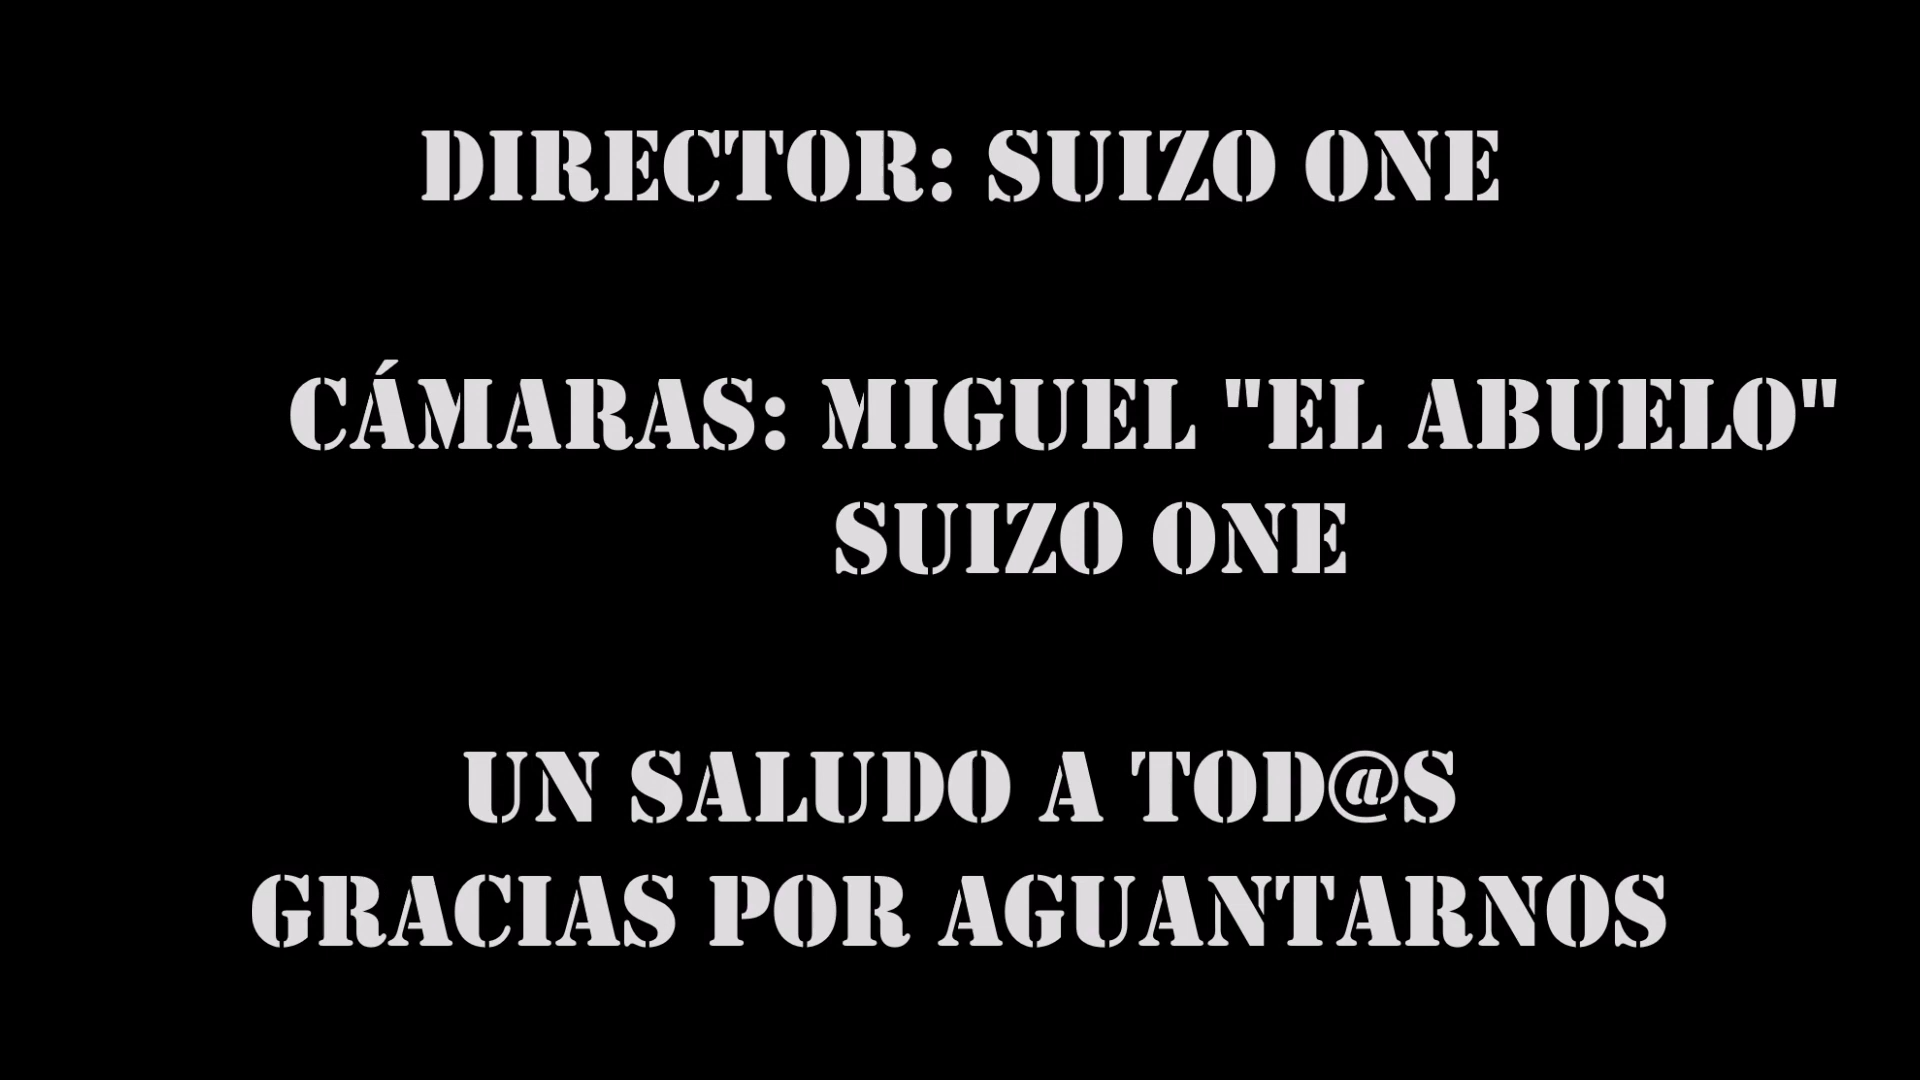 DIRECTOR: SUIZO ONE
CÁMARAS: MIGUEL "EL ABUELO"
SUIZO ONE
UN SALUDO A TOD@S
GRACIAS POR AGUANTARNOS